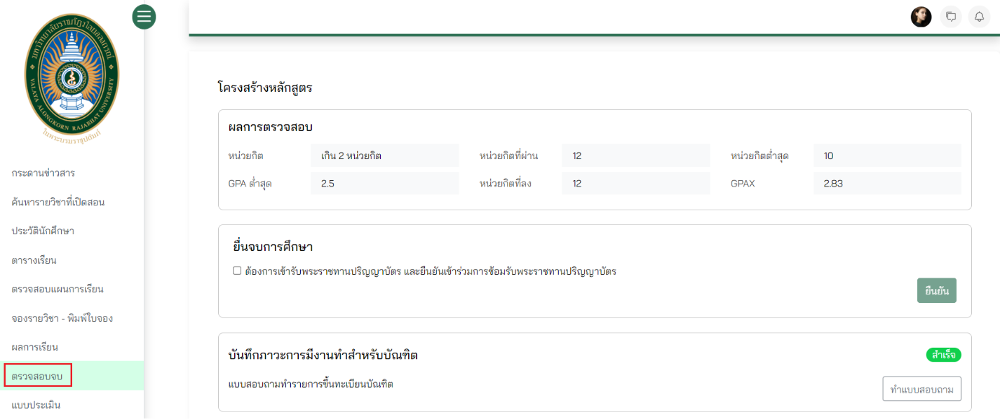 มหาวิทยาลัยราชภัฏวไลยอลงกรณ์
VALAYA ALONGKORN RAJABHAT UNIVERSITY
ในพระบรมราชูปถัมภ์
กระดานข่าวสาร
ค้นหารายวิชาที่เปิดสอน
ประวัตินักศึกษา
ตารางเรียน
ตรวจสอบแผนการเรียน
จองรายวิชา - พิมพ์ใบจอง
ผลการเรียน
ตรวจสอบจบ
แบบประเมิน
โครงสร้างหลักสูตร
ผลการตรวจสอบ
หน่วยกิต เกิน 2 หน่วยกิต หน่วยกิตที่ผ่าน 12 หน่วยกิตต่ำสุด 10
GPA ต่ำสุด 2.5 หน่วยกิตที่ลง 12 GPAX 2.83
ยื่นจบการศึกษา
ต้องการเข้ารับพระราชทานปริญญาบัตร และยืนยันเข้าร่วมการซ้อมรับพระราชทานปริญญาบัตร
ยืนยัน
บันทึกภาวะการมีงานทำสำหรับบัณฑิต สำเร็จ
แบบสอบถามทำรายการขึ้นทะเบียนบัณฑิต ทำแบบสอบถาม